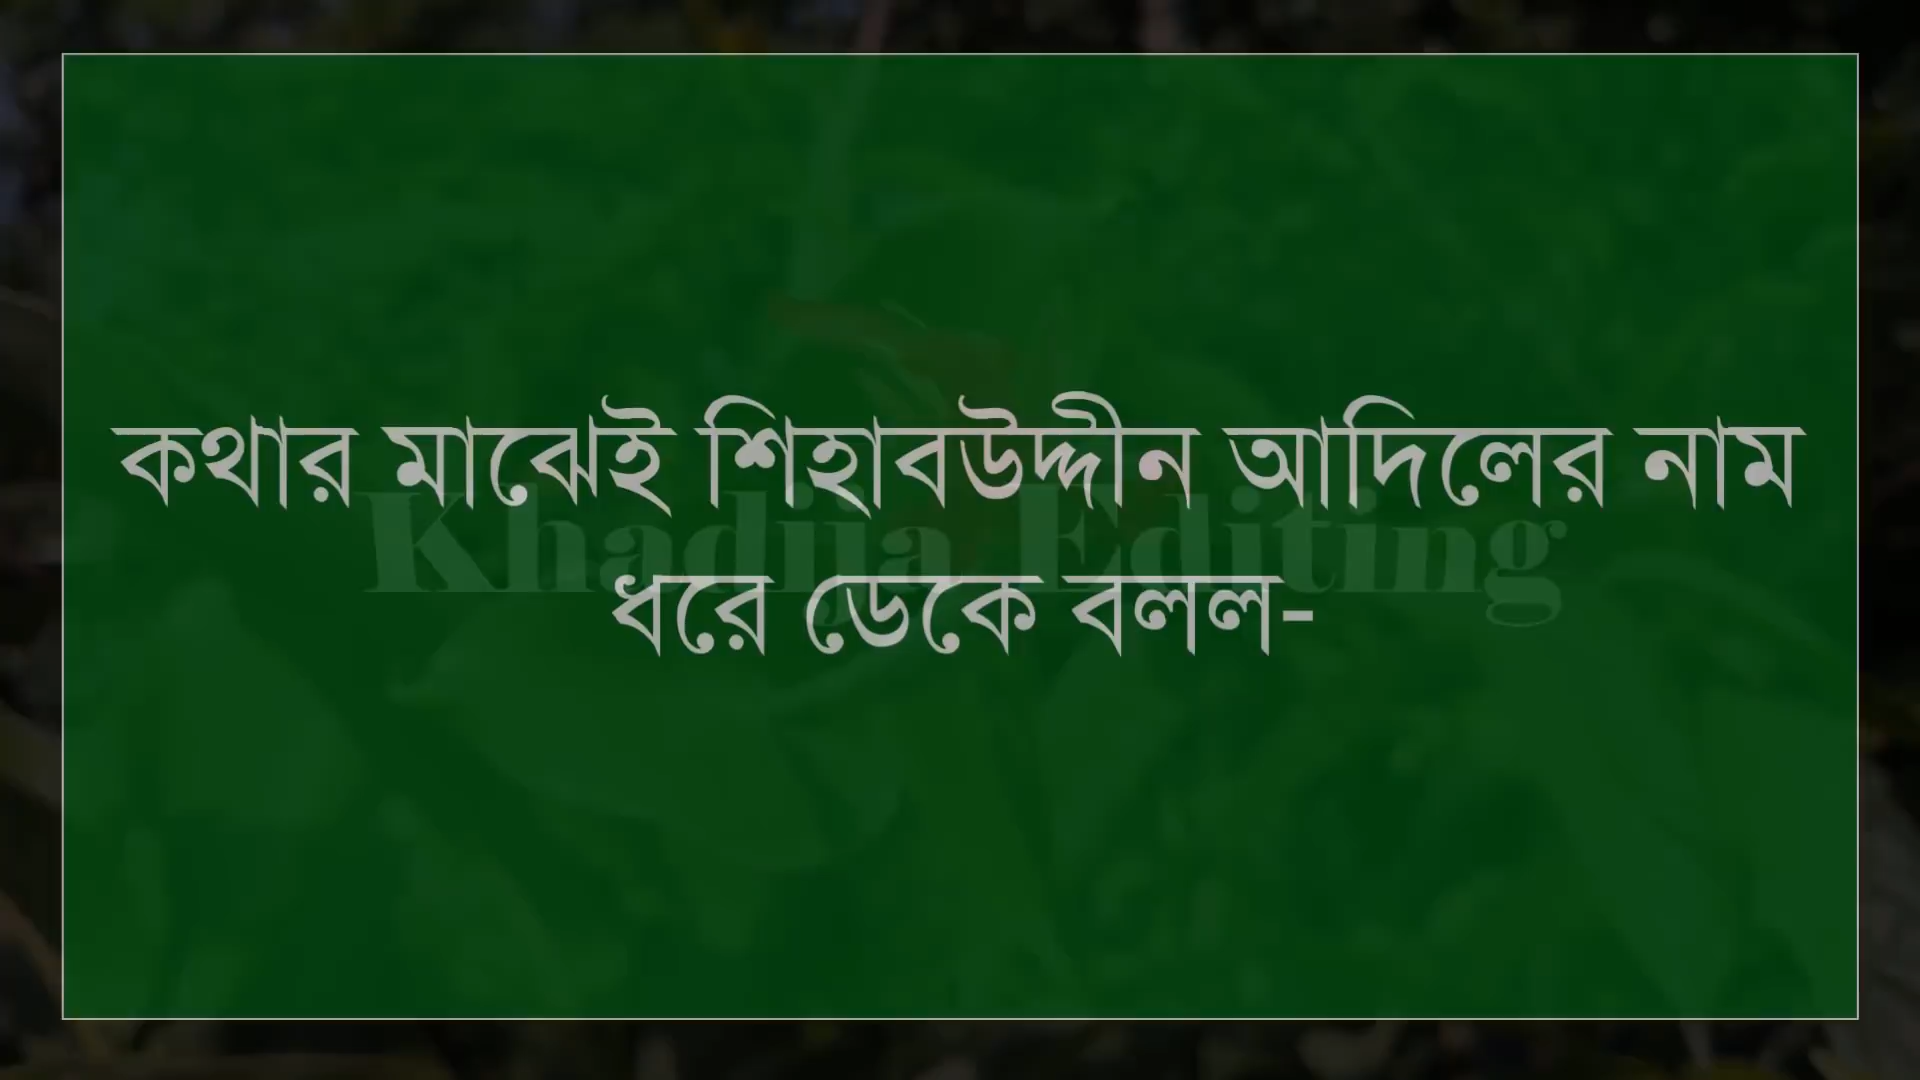 কথার মাঝেই শিহাবউদ্দীন আদিলের নাম
Khadija Editing
ধরে ডেকে বলল-